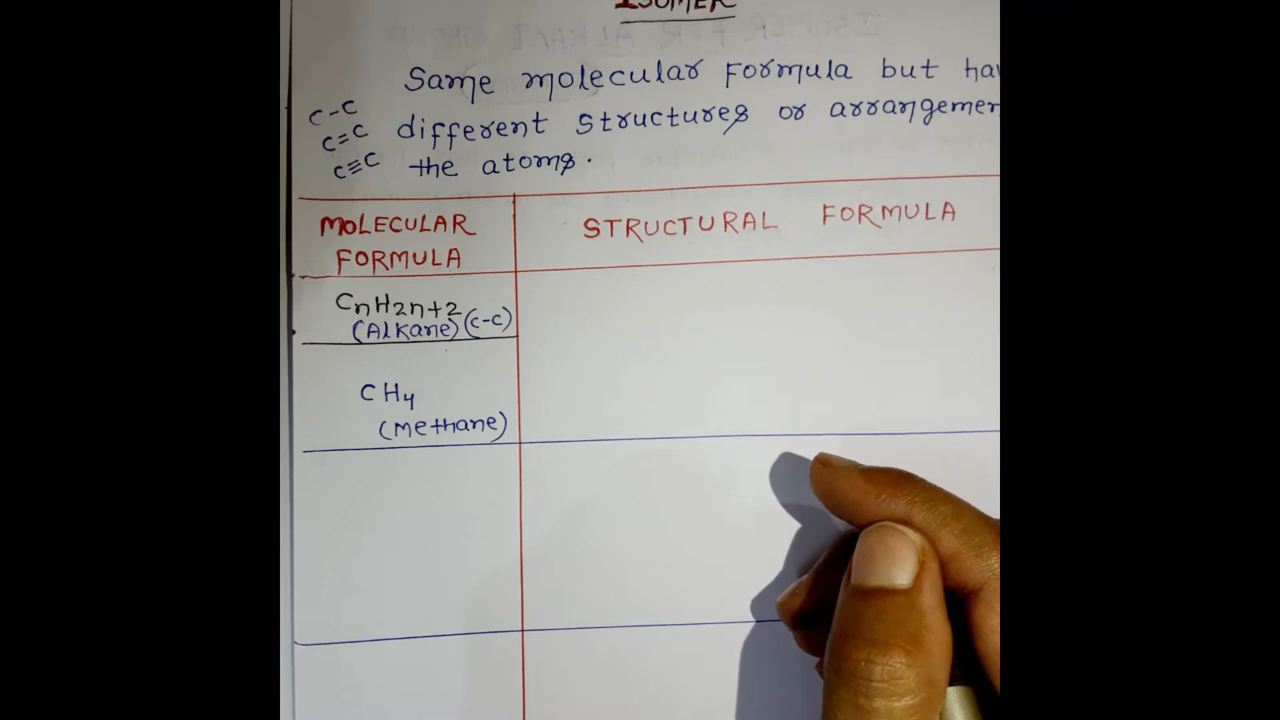 ISOMER
Same molecular Formula but hav
C-C
C=C different structures or arrangemen
C≡C the atoms.
MOLECULAR FORMULA
STRUCTURAL FORMULA
CnH2n+2
(Alkane) (C-C)
CH4
(Methane)